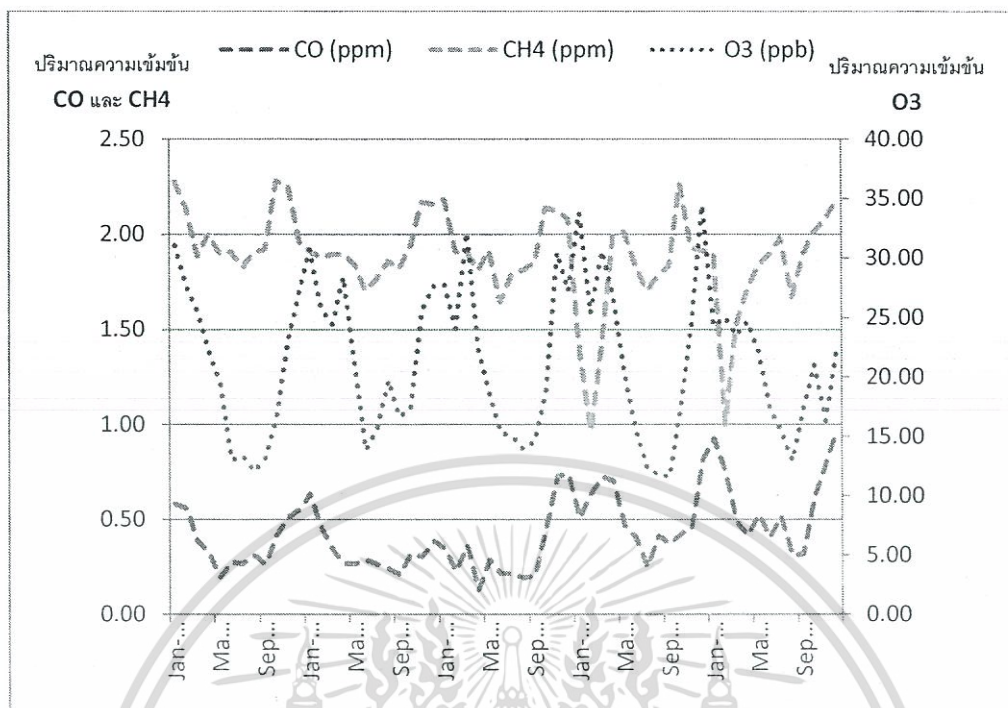 CO (ppm) CH4 (ppm) O3 (ppb)
ปริมาณความเข้มข้น
CO และ CH4
ปริมาณความเข้มข้น
O3
2.50
2.00
1.50
1.00
0.50
0.00
40.00
35.00
30.00
25.00
20.00
15.00
10.00
5.00
0.00
Jan-...
Ma...
Sep...
Jan-...
Ma...
Sep...
Jan-...
Ma...
Sep...
Jan-...
Ma...
Sep...
Jan-...
Ma...
Sep...